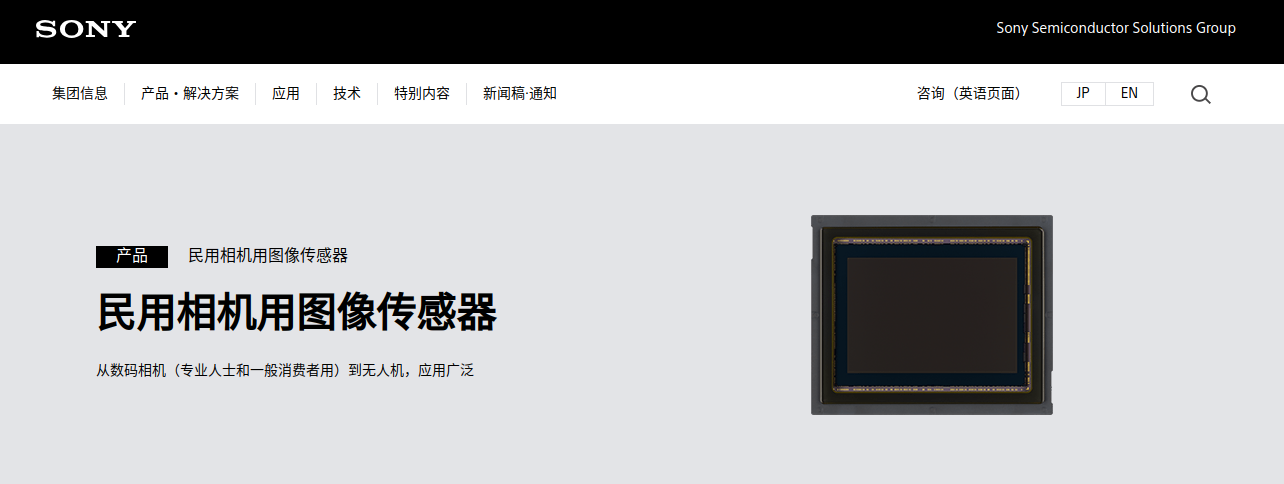 SONY
Sony Semiconductor Solutions Group
集团信息
产品・解决方案
应用
技术
特别内容
新闻稿·通知
咨询（英语页面）
JP
EN
产品
民用相机用图像传感器
民用相机用图像传感器
从数码相机（专业人士和一般消费者用）到无人机，应用广泛